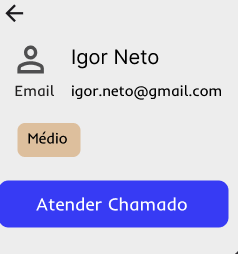 Igor Neto
Email igor.neto@gmail.com
Médio
Atender Chamado